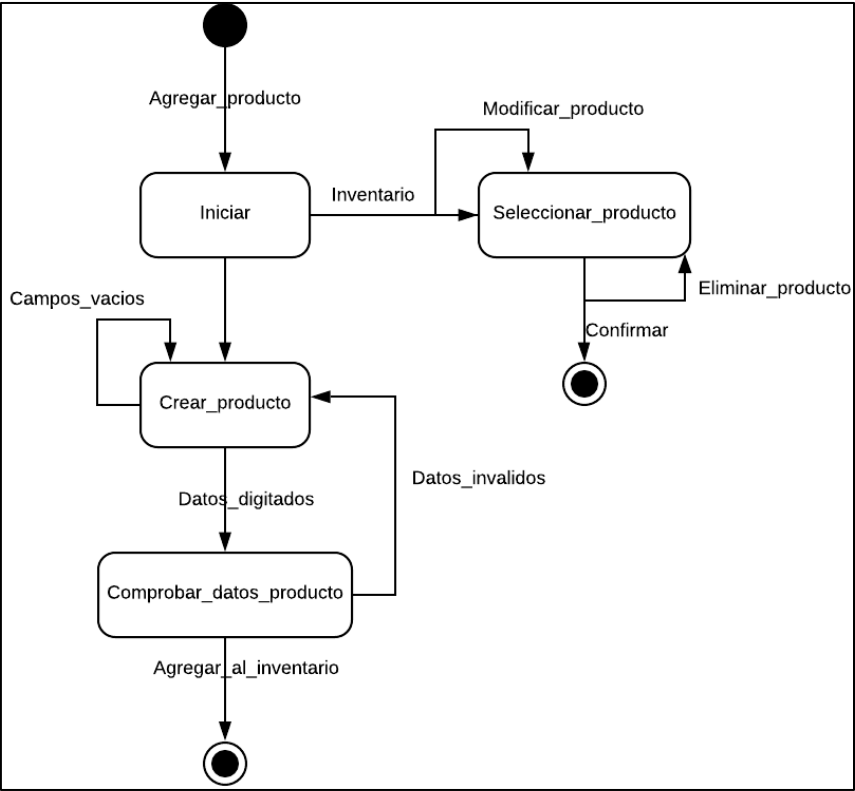 Agregar_producto
Modificar_producto
Iniciar
Inventario
Seleccionar_producto
Campos_vacios
Eliminar_producto
Confirmar
Crear_producto
Datos_invalidos
Datos_digitados
Comprobar_datos_producto
Agregar_al_inventario